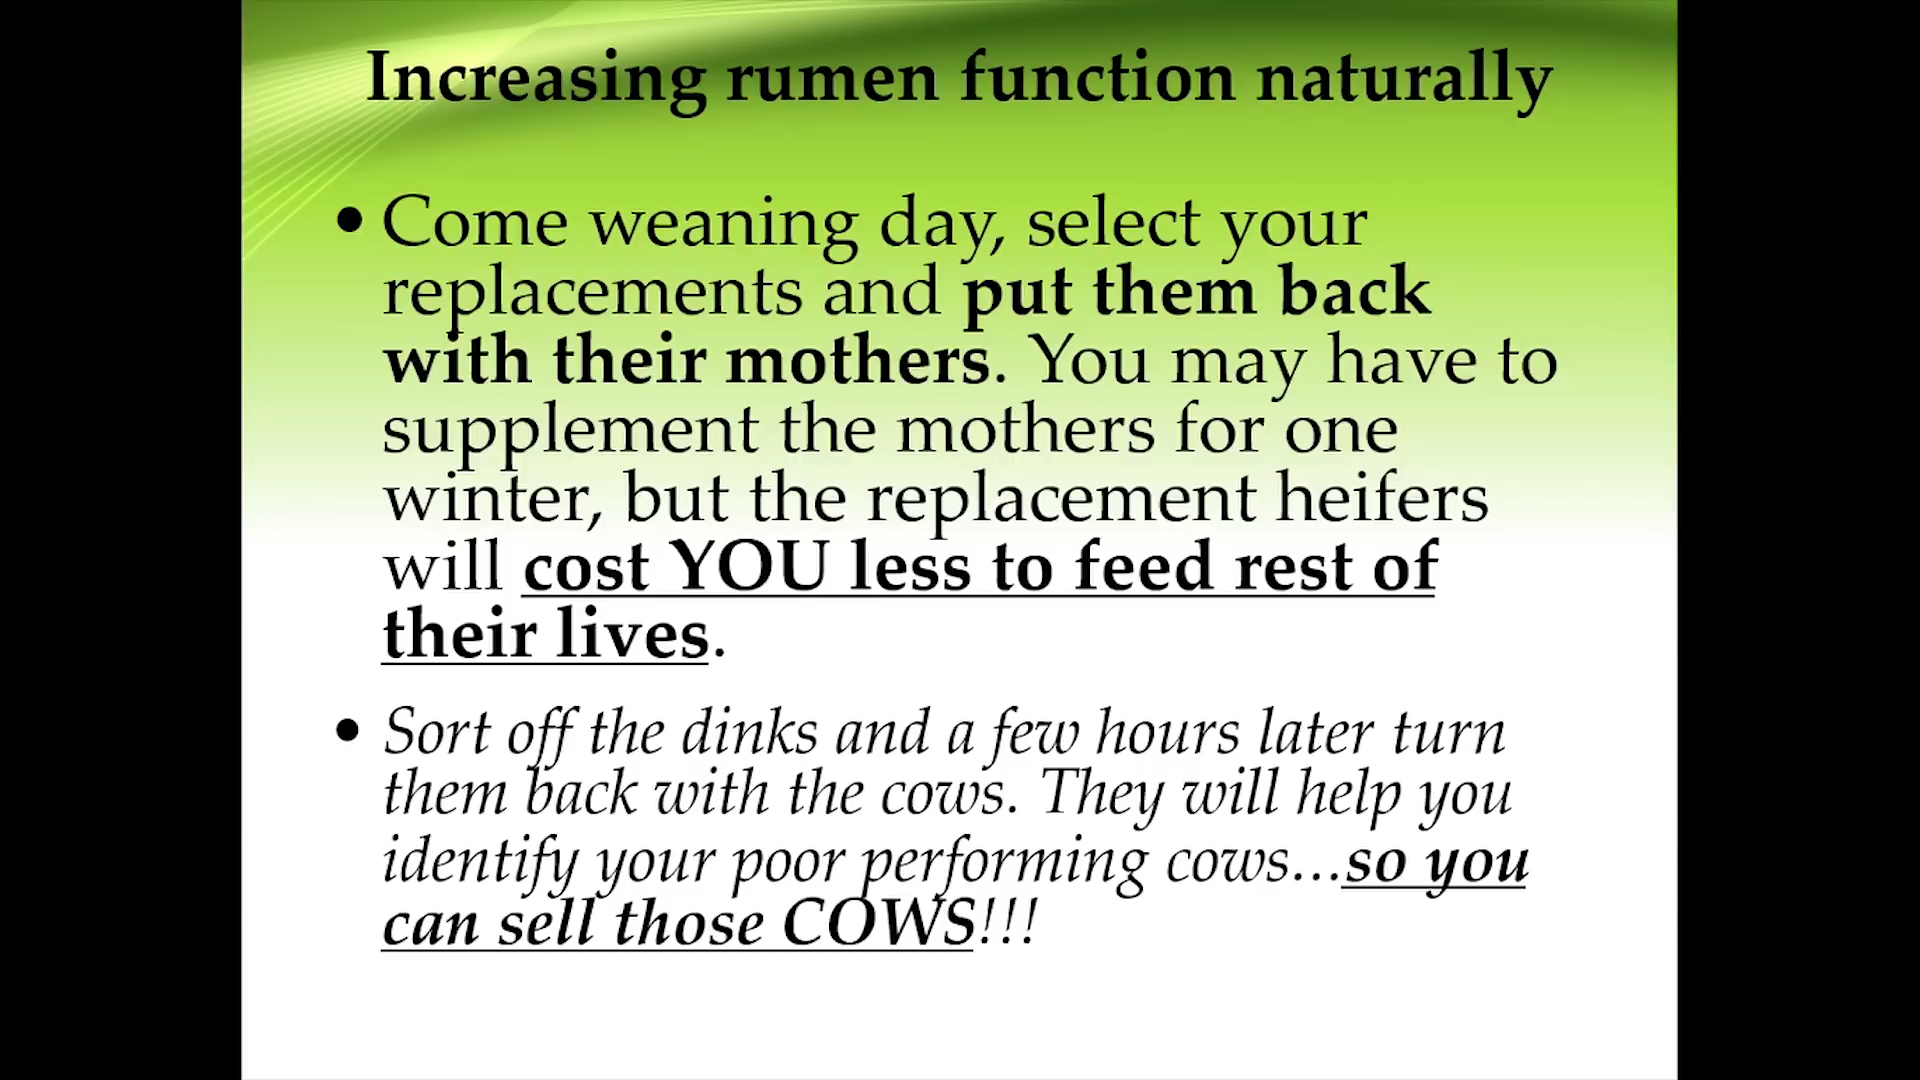 Increasing rumen function naturally
• Come weaning day, select your
replacements and put them back
with their mothers. You may have to
supplement the mothers for one
winter, but the replacement heifers
will cost YOU less to feed rest of
their lives.
• Sort off the dinks and a few hours later turn
them back with the cows. They will help you
identify your poor performing cows...so you
can sell those COWS!!!